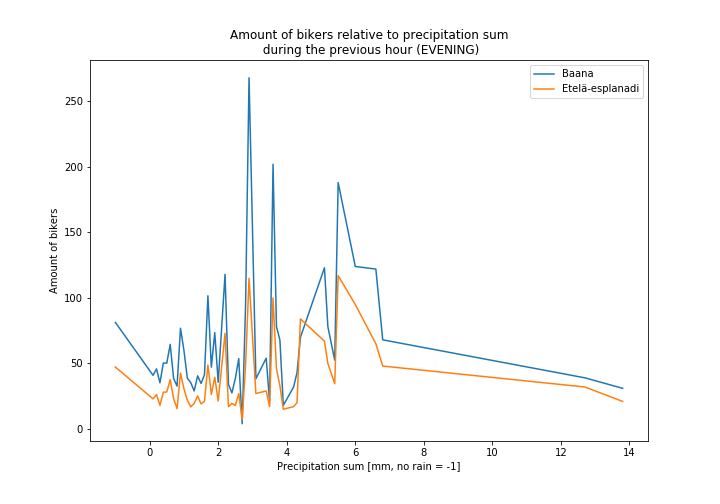 Amount of bikers relative to precipitation sum
during the previous hour (EVENING)
Baana
Etelä-esplanadi
Amount of bikers
250
200
150
100
50
0
0 2 4 6 8 10 12 14
Precipitation sum [mm, no rain = -1]